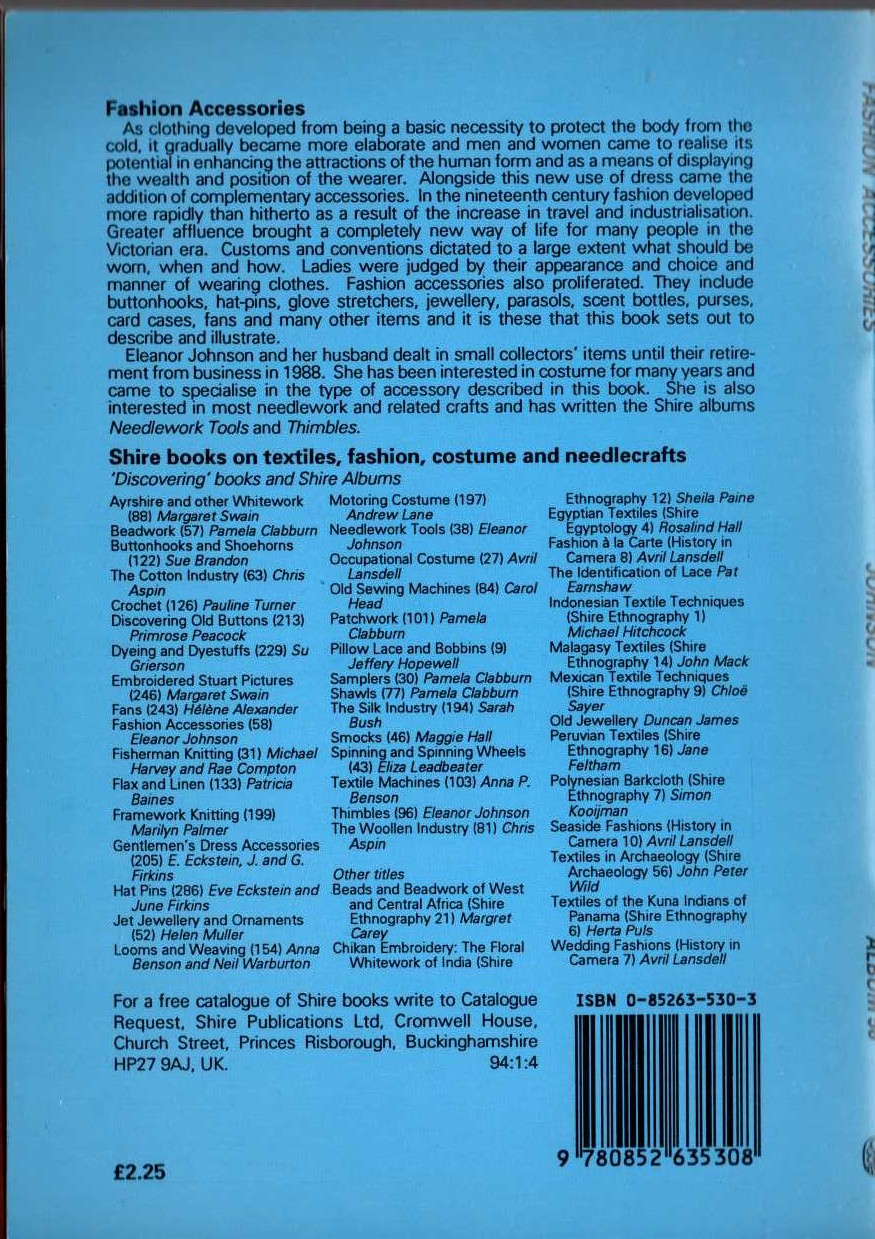 Fashion Accessories
As clothing developed from being a basic necessity to protect the body from the
cold, it gradually became more elaborate and men and women came to realise its
potential in enhancing the attractions of the human form and as a means of displaying
the wealth and position of the wearer. Alongside this new use of dress came the
addition of complementary accessories. In the nineteenth century fashion developed
more rapidly than hitherto as a result of the increase in travel and industrialisation.
Greater affluence brought a completely new way of life for many people in the
Victorian era. Customs and conventions dictated to a large extent what should be
worn, when and how. Ladies were judged by their appearance and choice and
manner of wearing clothes. Fashion accessories also proliferated. They include
buttonhooks, hat-pins, glove stretchers, jewellery, parasols, scent bottles, purses,
card cases, fans and many other items and it is these that this book sets out to
describe and illustrate.
Eleanor Johnson and her husband dealt in small collectors' items until their retire-
ment from business in 1988. She has been interested in costume for many years and
came to specialise in the type of accessory described in this book. She is also
interested in most needlework and related crafts and has written the Shire albums
Needlework Tools and Thimbles.
Shire books on textiles, fashion, costume and needlecrafts
'Discovering' books and Shire Albums
Ayrshire and other Whitework
(88) Margaret Swain
Beadwork (57) Pamela Clabburn
Buttonhooks and Shoehorns
(122) Sue Brandon
The Cotton Industry (63) Chris
Aspin
Crochet (126) Pauline Turner
Discovering Old Buttons (213)
Primrose Peacock
Dyeing and Dyestuffs (229) Su
Grierson
Embroidered Stuart Pictures
(246) Margaret Swain
Fans (243) Hélène Alexander
Fashion Accessories (58)
Eleanor Johnson
Fisherman Knitting (31) Michael
Harvey and Rae Compton
Flax and Linen (133) Patricia
Baines
Framework Knitting (199)
Marilyn Palmer
Gentlemen's Dress Accessories
(205) E. Eckstein, J. and G.
Firkins
Hat Pins (286) Eve Eckstein and
June Firkins
Jet Jewellery and Ornaments
(52) Helen Muller
Looms and Weaving (154) Anna
Benson and Neil Warburton
Motoring Costume (197)
Andrew Lane
Needlework Tools (38) Eleanor
Johnson
Occupational Costume (27) Avril
Lansdell
Old Sewing Machines (84) Carol
Head
Patchwork (101) Pamela
Clabburn
Pillow Lace and Bobbins (9)
Jeffery Hopewell
Samplers (30) Pamela Clabburn
Shawls (77) Pamela Clabburn
The Silk Industry (194) Sarah
Bush
Smocks (46) Maggie Hall
Spinning and Spinning Wheels
(43) Eliza Leadbeater
Textile Machines (103) Anna P.
Benson
Thimbles (96) Eleanor Johnson
The Woollen Industry (81) Chris
Aspin
Other titles
Beads and Beadwork of West
and Central Africa (Shire
Ethnography 21) Margret
Carey
Chikan Embroidery: The Floral
Whitework of India (Shire
Ethnography 12) Sheila Paine
Egyptian Textiles (Shire
Egyptology 4) Rosalind Hall
Fashion à la Carte (History in
Camera 8) Avril Lansdell
The Identification of Lace Pat
Earnshaw
Indonesian Textile Techniques
(Shire Ethnography 1)
Michael Hitchcock
Malagasy Textiles (Shire
Ethnography 14) John Mack
Mexican Textile Techniques
(Shire Ethnography 9) Chloë
Sayer
Old Jewellery Duncan James
Peruvian Textiles (Shire
Ethnography 16) Jane
Feltham
Polynesian Barkcloth (Shire
Ethnography 7) Simon
Kooijman
Seaside Fashions (History in
Camera 10) Avril Lansdell
Textiles in Archaeology (Shire
Archaeology 56) John Peter
Wild
Textiles of the Kuna Indians of
Panama (Shire Ethnography
6) Herta Puls
Wedding Fashions (History in
Camera 7) Avril Lansdell
For a free catalogue of Shire books write to Catalogue
Request, Shire Publications Ltd, Cromwell House,
Church Street, Princes Risborough, Buckinghamshire
HP27 9AJ, UK. 94:1:4
ISBN 0-85263-530-3
9 780852 635308
£2.25
FASHION ACCESSORIES
JOHNSON
ALBUM 58